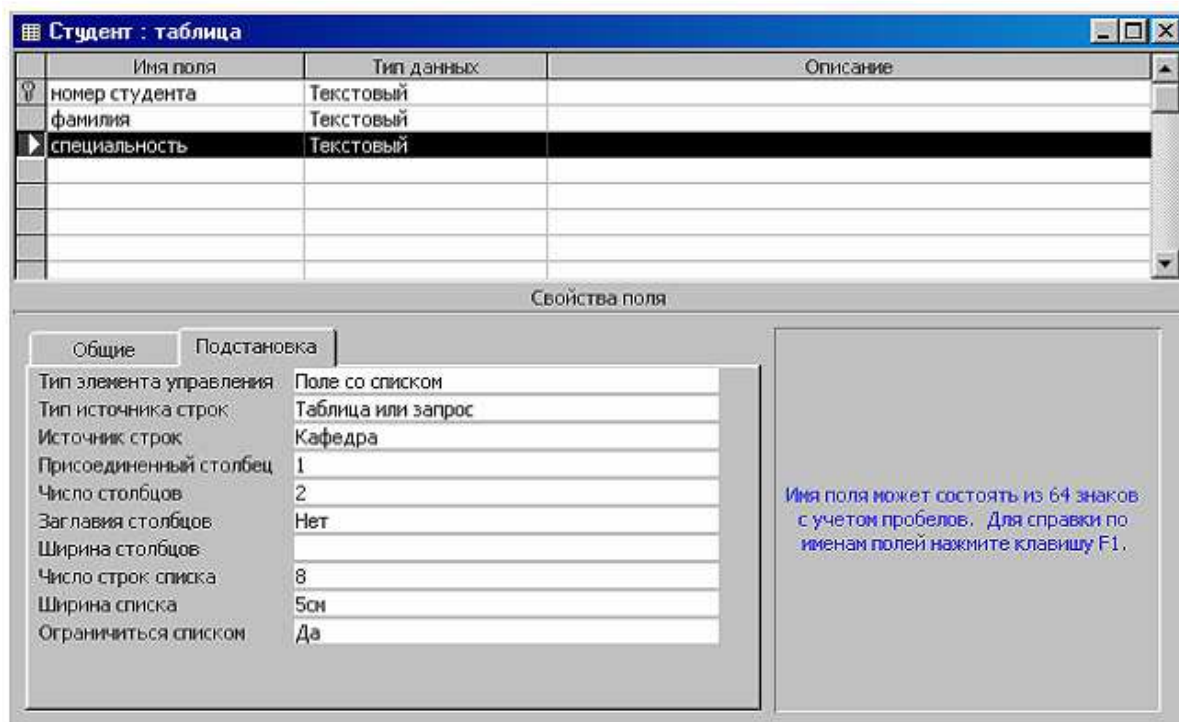 Студент : таблица
Имя поля Тип данных Описание
номер студента Текстовый
фамилия Текстовый
специальность Текстовый
Свойства поля
Общие Подстановка
Тип элемента управления Поле со списком
Тип источника строк Таблица или запрос
Источник строк Кафедра
Присоединенный столбец 1
Число столбцов 2
Заглавия столбцов Нет
Ширина столбцов
Число строк списка 8
Ширина списка 5см
Ограничиться списком Да
Имя поля может состоять из 64 знаков
с учетом пробелов. Для справки по
именам полей нажмите клавишу F1.